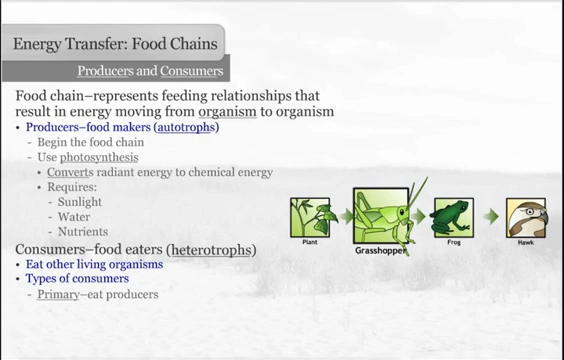 Energy Transfer: Food Chains
Producers and Consumers
Food chain–represents feeding relationships that
result in energy moving from organism to organism
• Producers–food makers (autotrophs)
- Begin the food chain
- Use photosynthesis
• Converts radiant energy to chemical energy
• Requires:
- Sunlight
- Water
- Nutrients
Consumers–food eaters (heterotrophs)
• Eat other living organisms
• Types of consumers
- Primary–eat producers
Plant
Grasshopper
Frog
Hawk